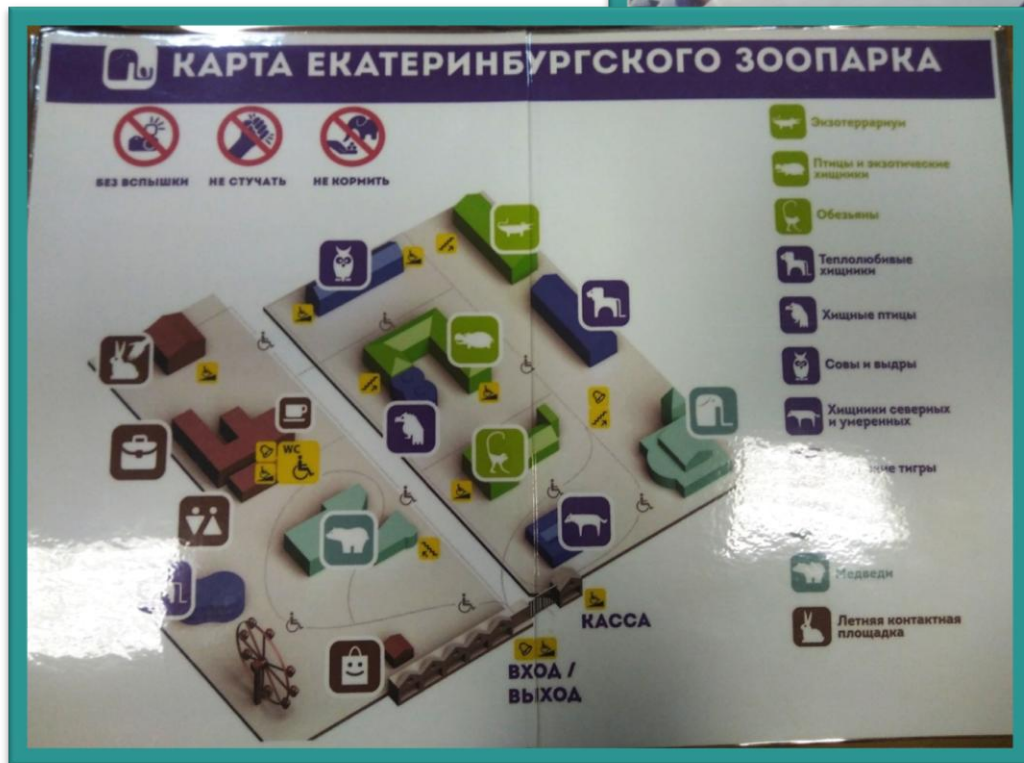 КАРТА ЕКАТЕРИНБУРГСКОГО ЗООПАРКА
БЕЗ ВСПЫШКИ
НЕ СТУЧАТЬ
НЕ КОРМИТЬ
Экзотеррариум
Птицы и экзотические
хищники
Обезьяны
Теплолюбивые
хищники
Хищные птицы
Совы и выдры
Хищники северных
и умеренных
тигры
Медведи
Летняя контактная
площадка
WC
КАССА
ВХОД /
ВЫХОД